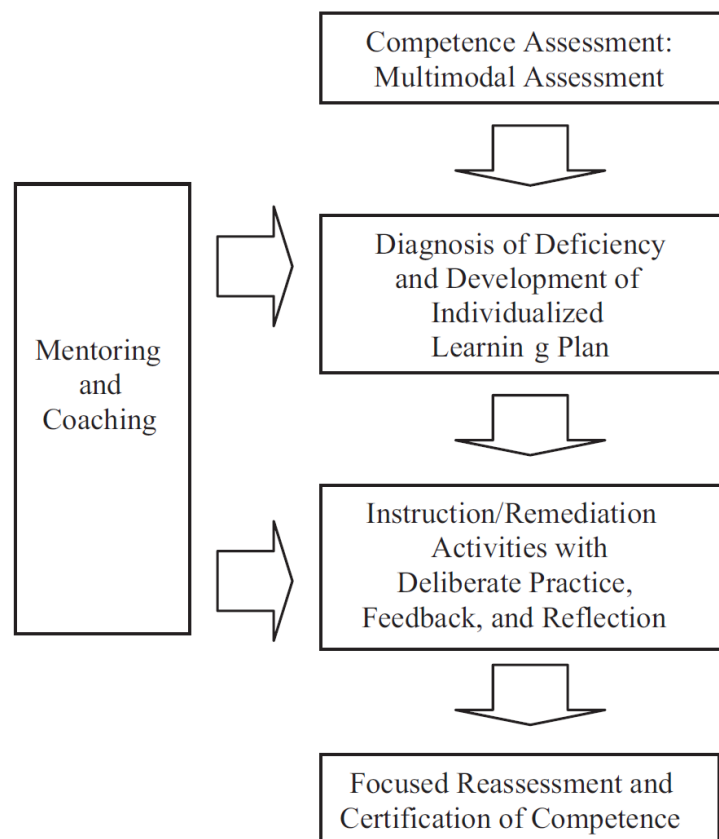 Competence Assessment:
Multimodal Assessment
Diagnosis of Deficiency
and Development of
Individualized
Learnin g Plan
Mentoring
and
Coaching
Instruction/Remediation
Activities with
Deliberate Practice,
Feedback, and Reflection
Focused Reassessment and
Certification of Competence